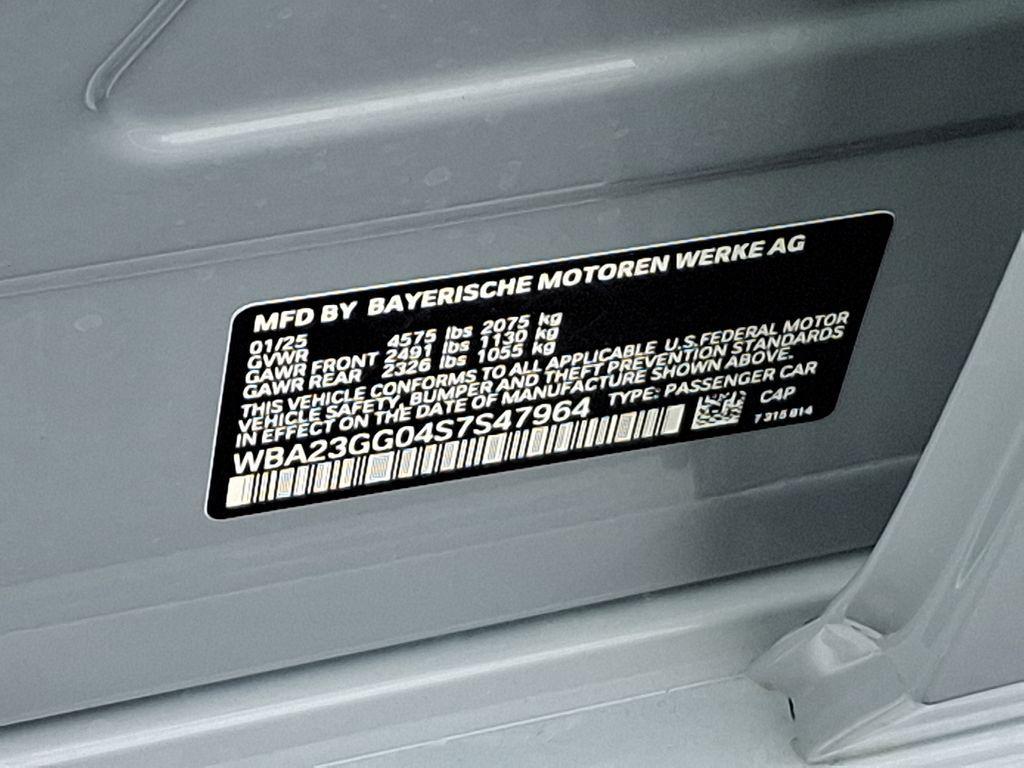 MFD BY BAYERISCHE MOTOREN WERKE AG
01/25
GVWR 4575 lbs 2075 kg
GAWR FRONT 2491 lbs 1130 kg
GAWR REAR 2326 lbs 1055 kg
THIS VEHICLE CONFORMS TO ALL APPLICABLE U.S.FEDERAL MOTOR
VEHICLE SAFETY, BUMPER AND THEFT PREVENTION STANDARDS
IN EFFECT ON THE DATE OF MANUFACTURE SHOWN ABOVE.
WBA23GG04S7S47964 TYPE: PASSENGER CAR
C4P
7 315 814